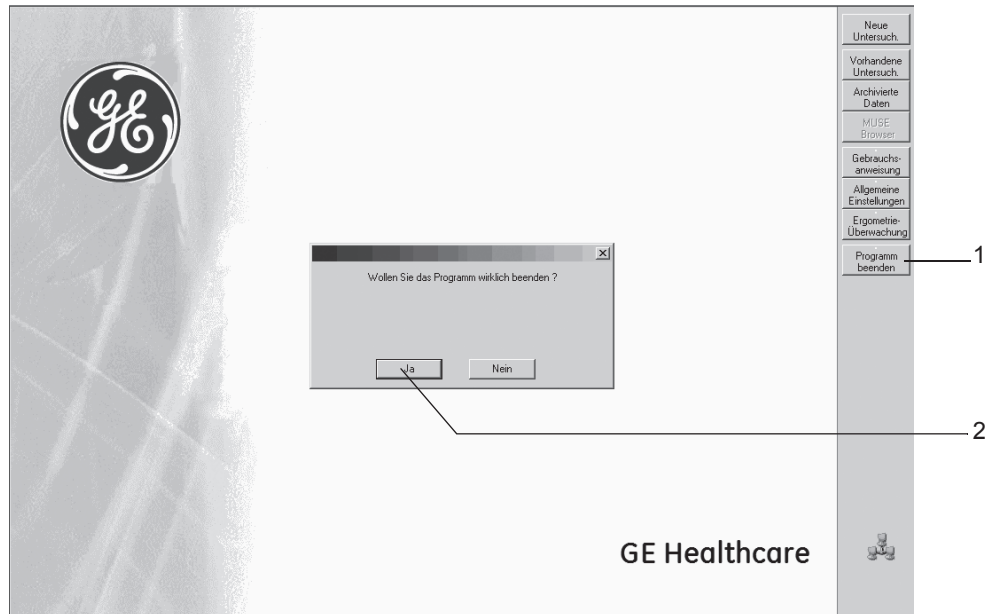 GE
Neue
Untersuch.
Vorhandene
Untersuch.
Archivierte
Daten
MUSE
Browser
Gebrauchs-
anweisung
Allgemeine
Einstellungen
Ergometrie-
Überwachung
Programm
beenden
1
Wollen Sie das Programm wirklich beenden ?
Ja
Nein
2
GE Healthcare